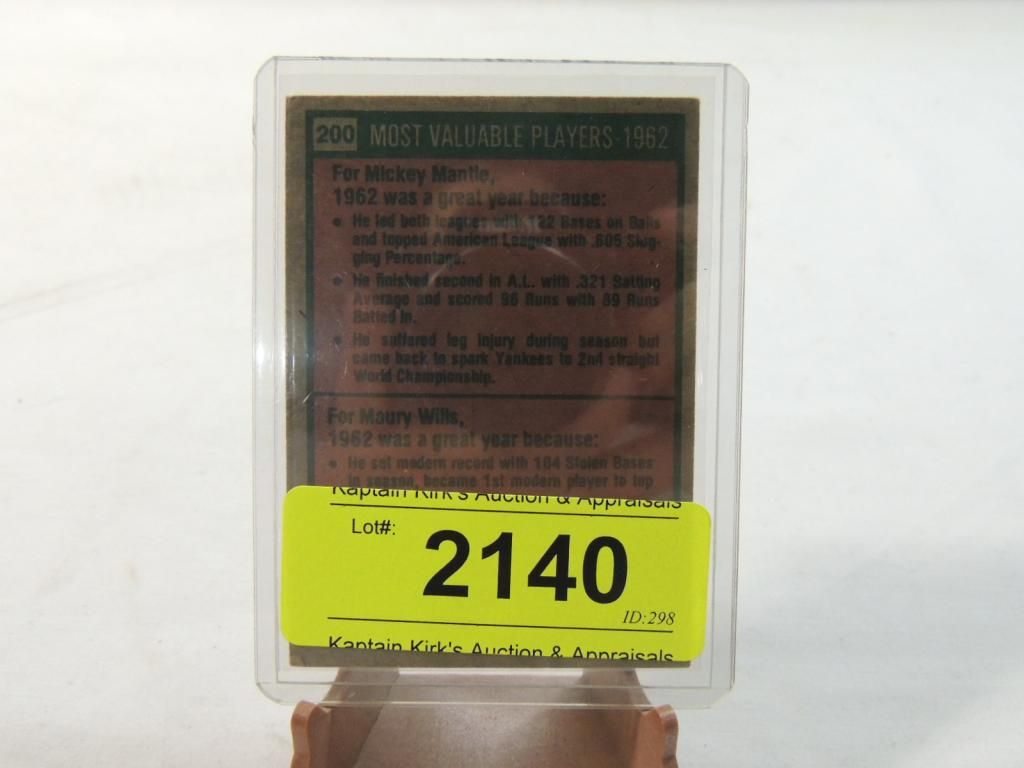 200 MOST VALUABLE PLAYERS-1962
For Mickey Mantle,
1962 was a great year because:
• He led both leagues with 122 Bases on Balls
and topped American League with .605 Slug-
ging Percentage.
• He finished second in A.L. with .321 Batting
Average and scored 96 Runs with 89 Runs
Batted In.
• He suffered leg injury during season but
came back to spark Yankees to 2nd straight
World Championship.
For Maury Wills,
1962 was a great year because:
• He set modern record with 104 Stolen Bases
in season, became 1st modern player to top
Kaptain Kirk's Auction & Appraisals
Lot#:
2140
ID:298
Kaptain Kirk's Auction & Appraisals